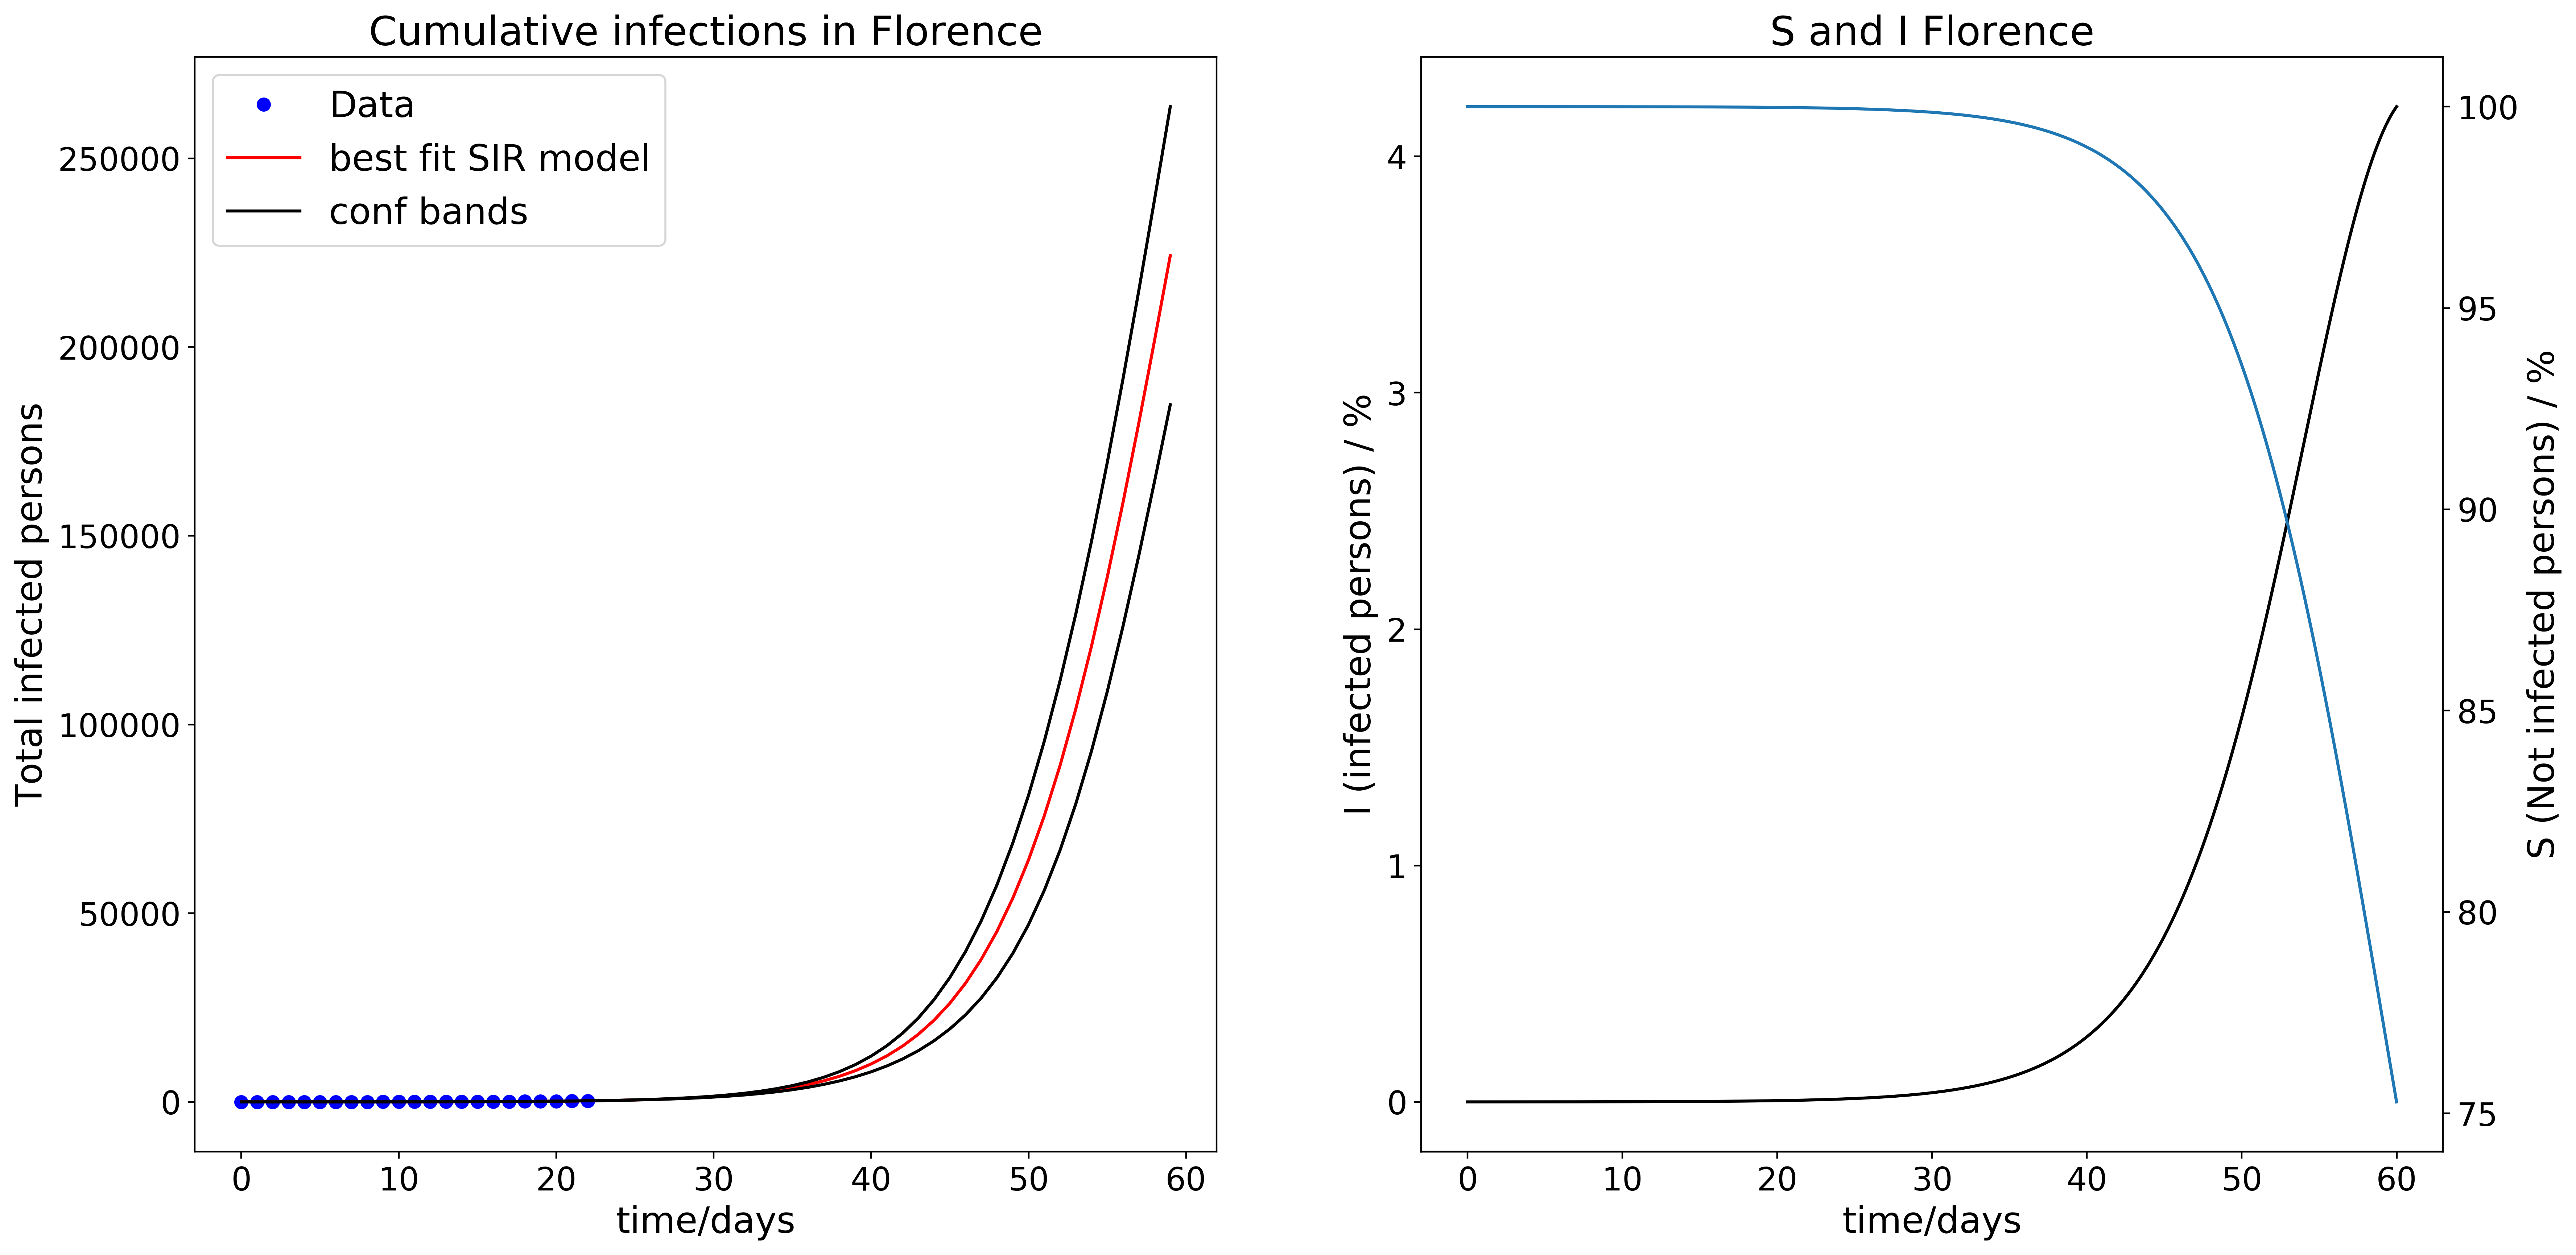 Cumulative infections in Florence
Data
best fit SIR model
conf bands
Total infected persons
250000
200000
150000
100000
50000
0
0 10 20 30 40 50 60
time/days
S and I Florence
I (infected persons) / %
4
3
2
1
0
0 10 20 30 40 50 60
time/days
100
95
90
85
80
75
S (Not infected persons) / %